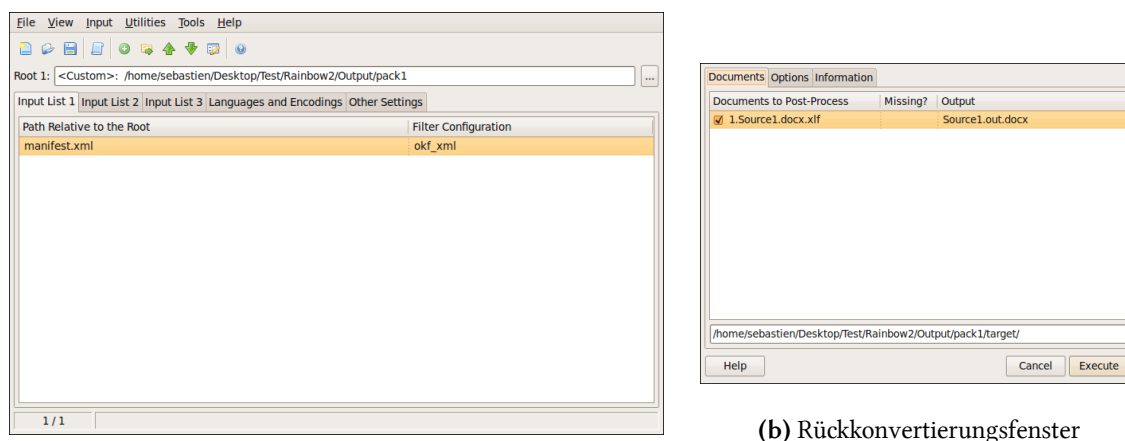 File View Input Utilities Tools Help
Root 1: <Custom>: /home/sebastien/Desktop/Test/Rainbow2/Output/pack1 ...
Input List 1 Input List 2 Input List 3 Languages and Encodings Other Settings
Path Relative to the Root Filter Configuration
manifest.xml okf_xml
1 / 1
Documents Options Information
Documents to Post-Process Missing? Output
1.Source1.docx.xlf Source1.out.docx
/home/sebastien/Desktop/Test/Rainbow2/Output/pack1/target/
Help Cancel Execute
(b) Rückkonvertierungsfenster